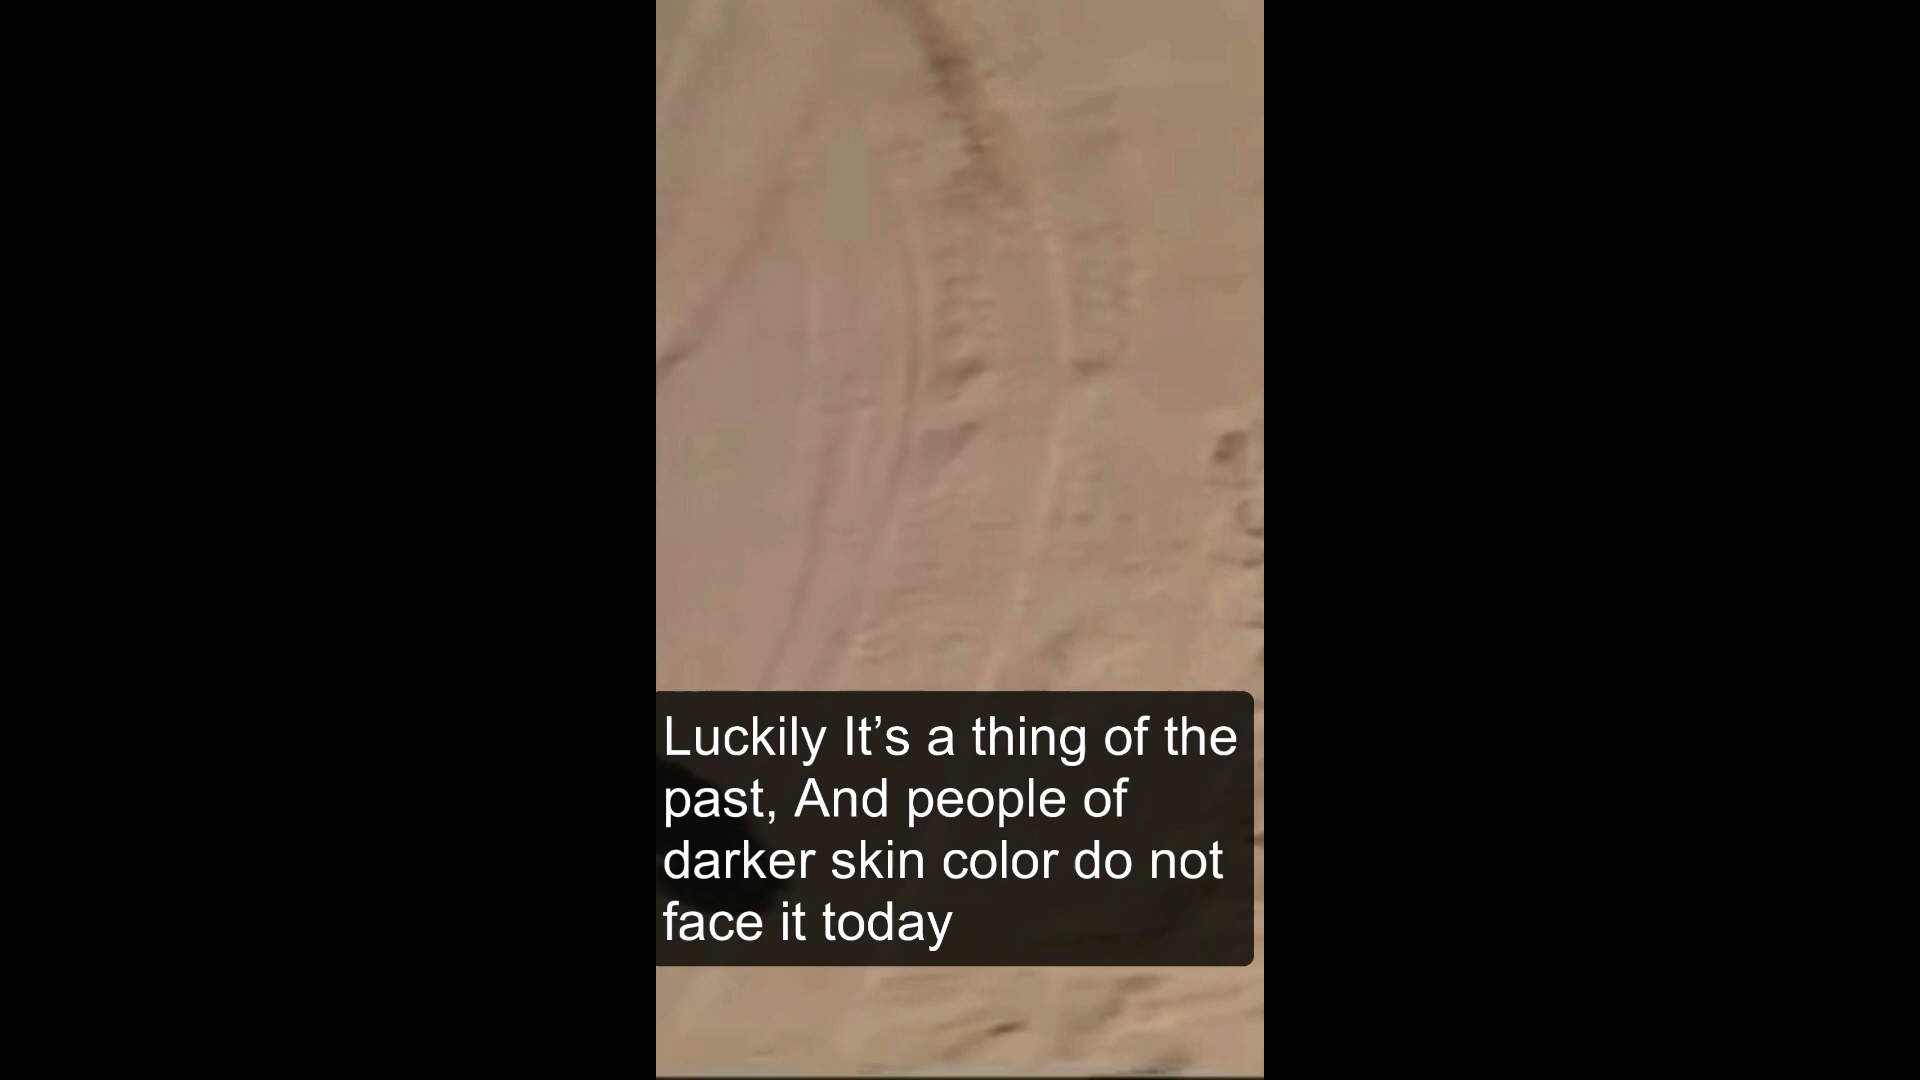 Luckily It’s a thing of the
past, And people of
darker skin color do not
face it today